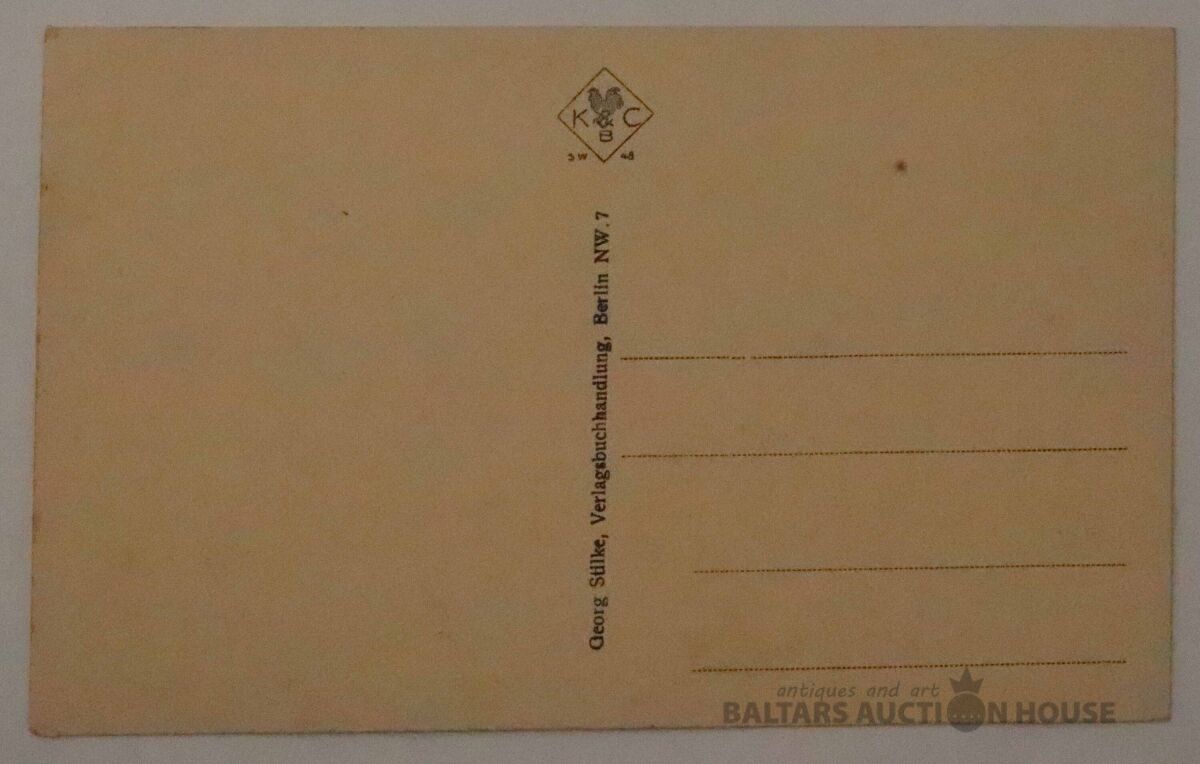 K C
SW 48
Georg Stilke, Verlagsbuchhandlung, Berlin NW. 7
antiques and art
BALTARS AUCTION HOUSE